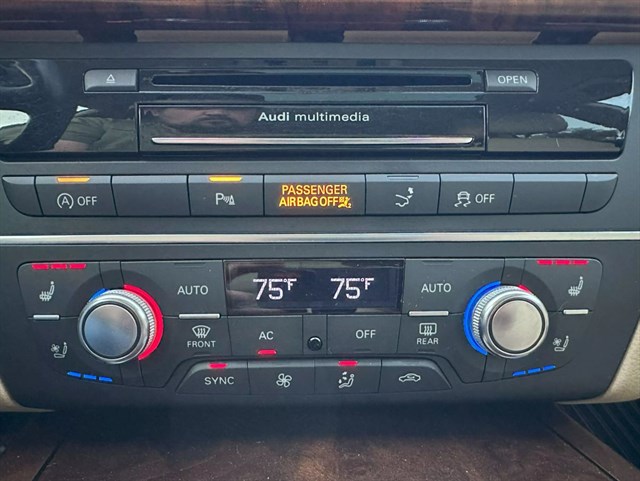 OPEN
Audi multimedia
A OFF
P
PASSENGER
AIRBAG OFF
OFF
AUTO
75°F 75°F
AUTO
FRONT
AC
OFF
REAR
SYNC